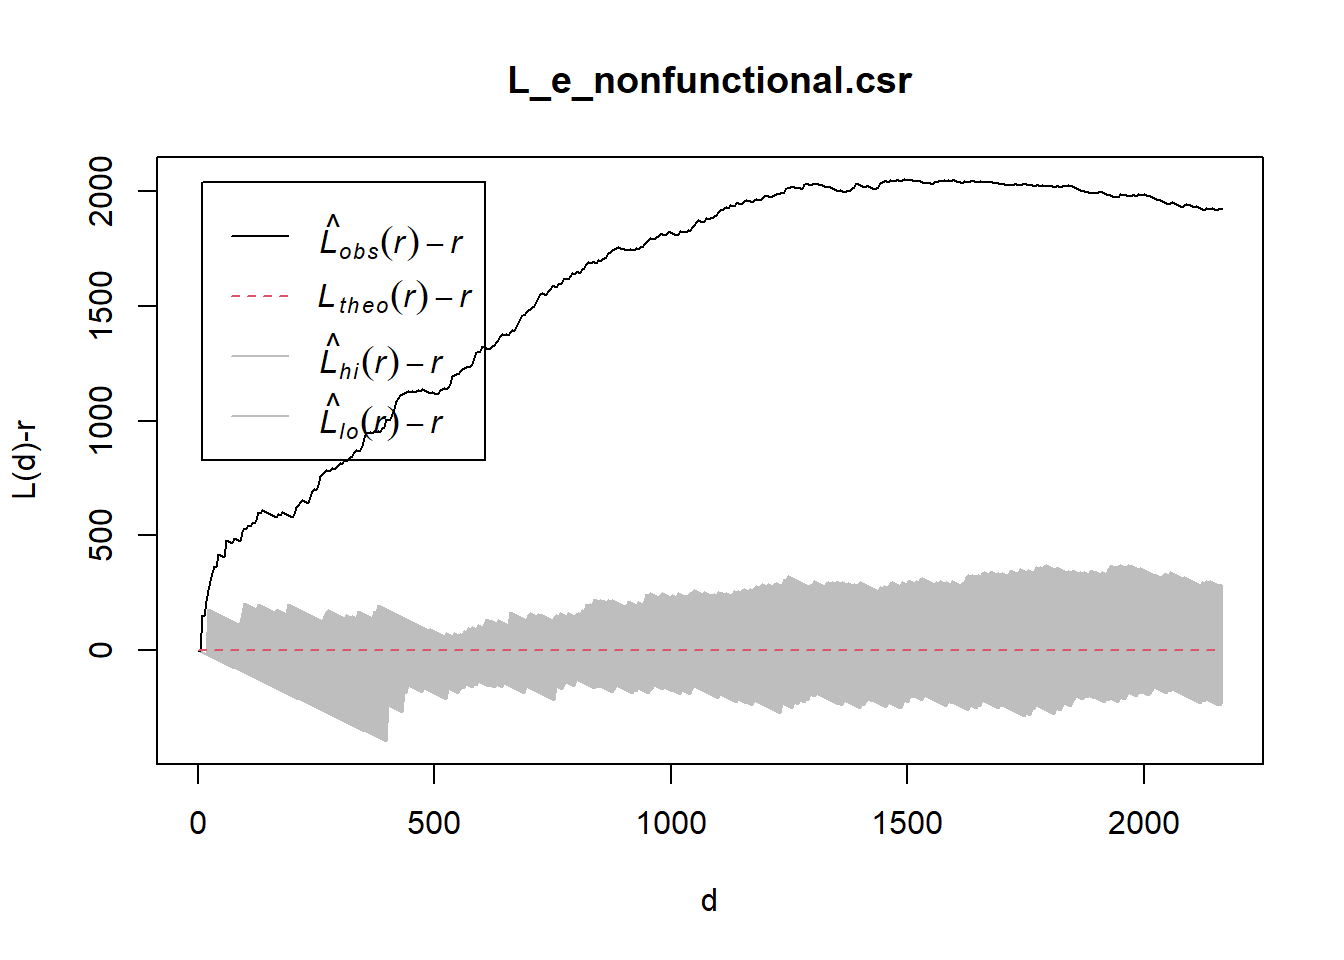 L_e_nonfunctional.csr
L̂obs(r) − r
Ltheo(r) − r
L̂hi(r) − r
L̂lo(r) − r
L(d)-r
2000
1500
1000
500
0
0 500 1000 1500 2000
d